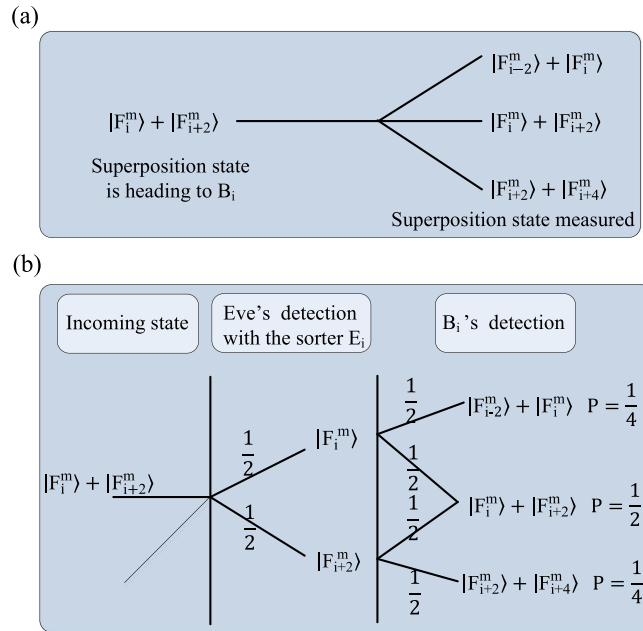 (a)
|F_{i−2}^m⟩ + |F_i^m⟩
|F_i^m⟩ + |F_{i+2}^m⟩
|F_i^m⟩ + |F_{i+2}^m⟩
Superposition state
is heading to B_i
|F_{i+2}^m⟩ + |F_{i+4}^m⟩
Superposition state measured
(b)
Incoming state
Eve's detection
with the sorter E_i
B_i's detection
1/2
|F_{i-2}^m⟩ + |F_i^m⟩ P = 1/4
1/2
|F_i^m⟩
1/2
|F_i^m⟩ + |F_{i+2}^m⟩
1/2
1/2
|F_i^m⟩ + |F_{i+2}^m⟩ P = 1/2
|F_{i+2}^m⟩
1/2
|F_{i+2}^m⟩ + |F_{i+4}^m⟩ P = 1/4